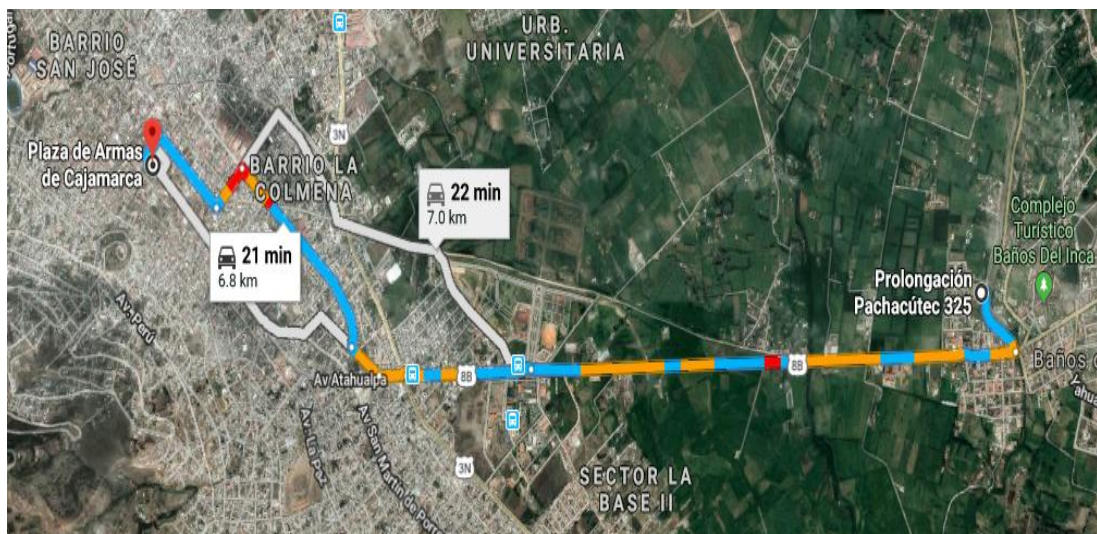 URB.
UNIVERSITARIA
BARRIO
SAN JOSÉ
3N
Plaza de Armas
de Cajamarca
BARRIO LA
COLMENA
22 min
7.0 km
21 min
6.8 km
Complejo
Turístico
Baños Del Inca
Prolongación
Pachacútec 325
Av. Perú
8B
8B
Baños
Av Atahualpa
Av. La Paz
Av San Martín de Porre
3N
SECTOR LA
BASE II